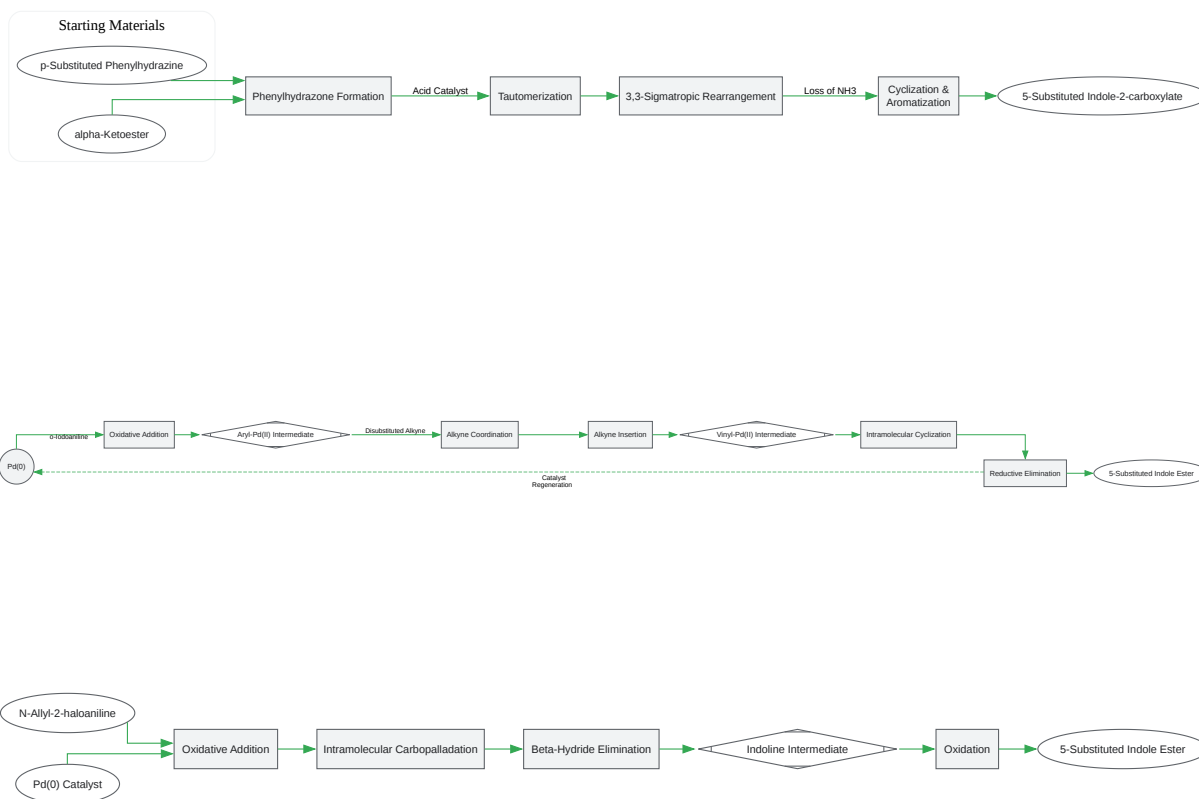 Starting Materials
p-Substituted Phenylhydrazine
alpha-Ketoester
Phenylhydrazone Formation
Acid Catalyst
Tautomerization
3,3-Sigmatropic Rearrangement
Loss of NH3
Cyclization &
Aromatization
5-Substituted Indole-2-carboxylate
Pd(0)
o-Iodoaniline
Oxidative Addition
Aryl-Pd(II) Intermediate
Disubstituted Alkyne
Alkyne Coordination
Alkyne Insertion
Vinyl-Pd(II) Intermediate
Intramolecular Cyclization
Reductive Elimination
5-Substituted Indole Ester
Catalyst
Regeneration
N-Allyl-2-haloaniline
Pd(0) Catalyst
Oxidative Addition
Intramolecular Carbopalladation
Beta-Hydride Elimination
Indoline Intermediate
Oxidation
5-Substituted Indole Ester